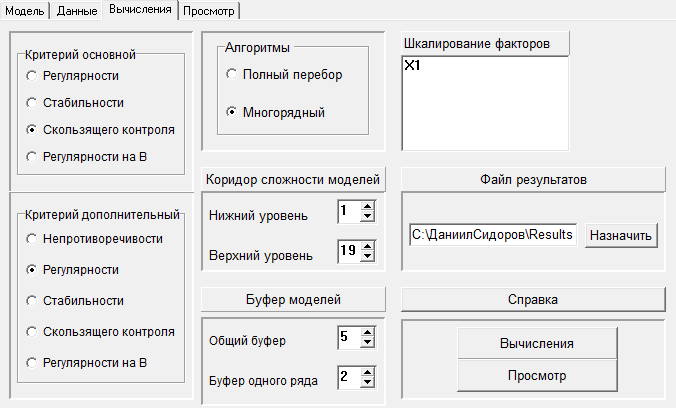 Модель Данные Вычисления Просмотр
Критерий основной
Регулярности
Стабильности
Скользящего контроля
Регулярности на В
Критерий дополнительный
Непротиворечивости
Регулярности
Стабильности
Скользящего контроля
Регулярности на В
Алгоритмы
Полный перебор
Многорядный
Коридор сложности моделей
Нижний уровень 1
Верхний уровень 19
Буфер моделей
Общий буфер 5
Буфер одного ряда 2
Шкалирование факторов
X1
Файл результатов
C:\ДаниилСидоров\Results Назначить
Справка
Вычисления
Просмотр